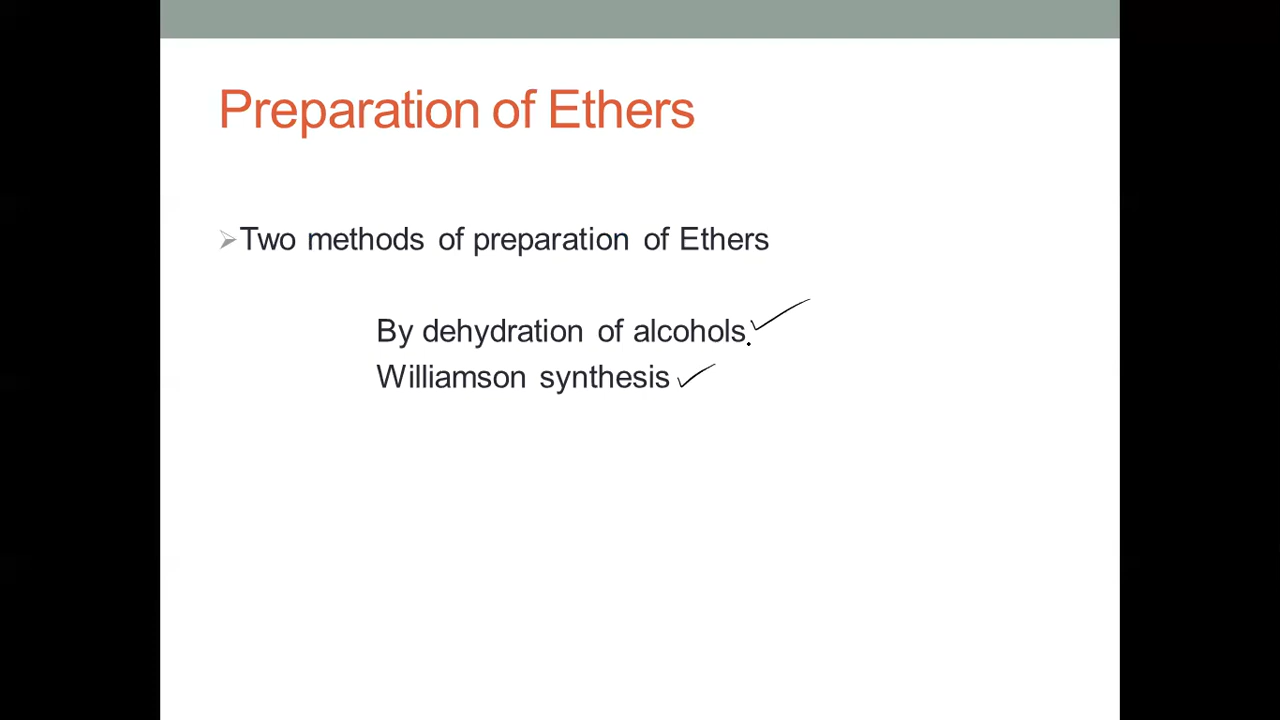 Preparation of Ethers
Two methods of preparation of Ethers
By dehydration of alcohols
Williamson synthesis